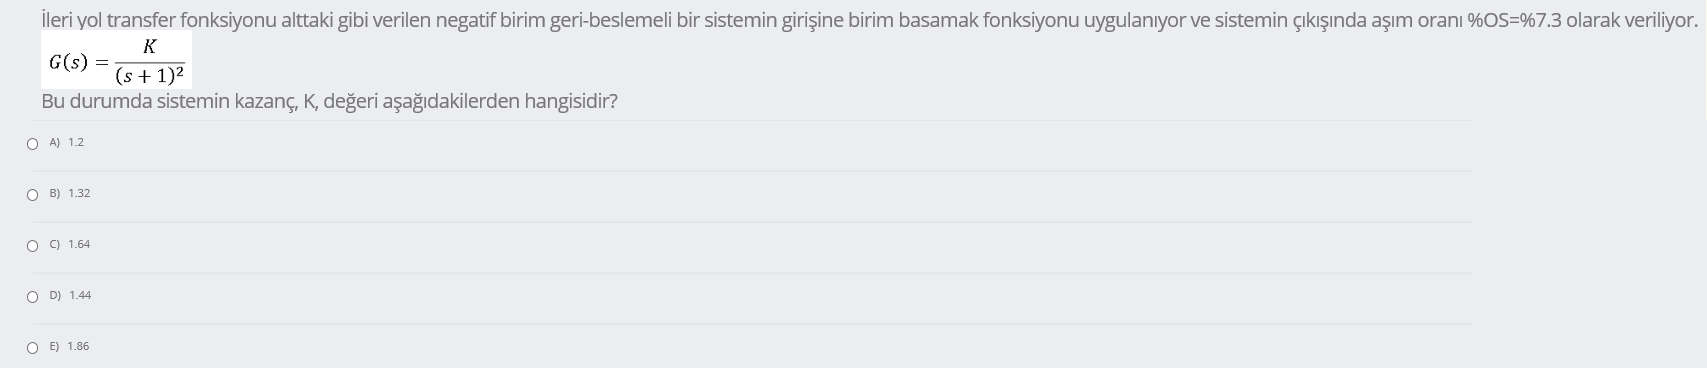 İleri yol transfer fonksiyonu alttaki gibi verilen negatif birim geri-beslemeli bir sistemin girişine birim basamak fonksiyonu uygulanıyor ve sistemin çıkışında aşım oranı %OS=%7.3 olarak veriliyor.
G(s) = K / (s + 1)²
Bu durumda sistemin kazanç, K, değeri aşağıdakilerden hangisidir?
A) 1.2
B) 1.32
C) 1.64
D) 1.44
E) 1.86